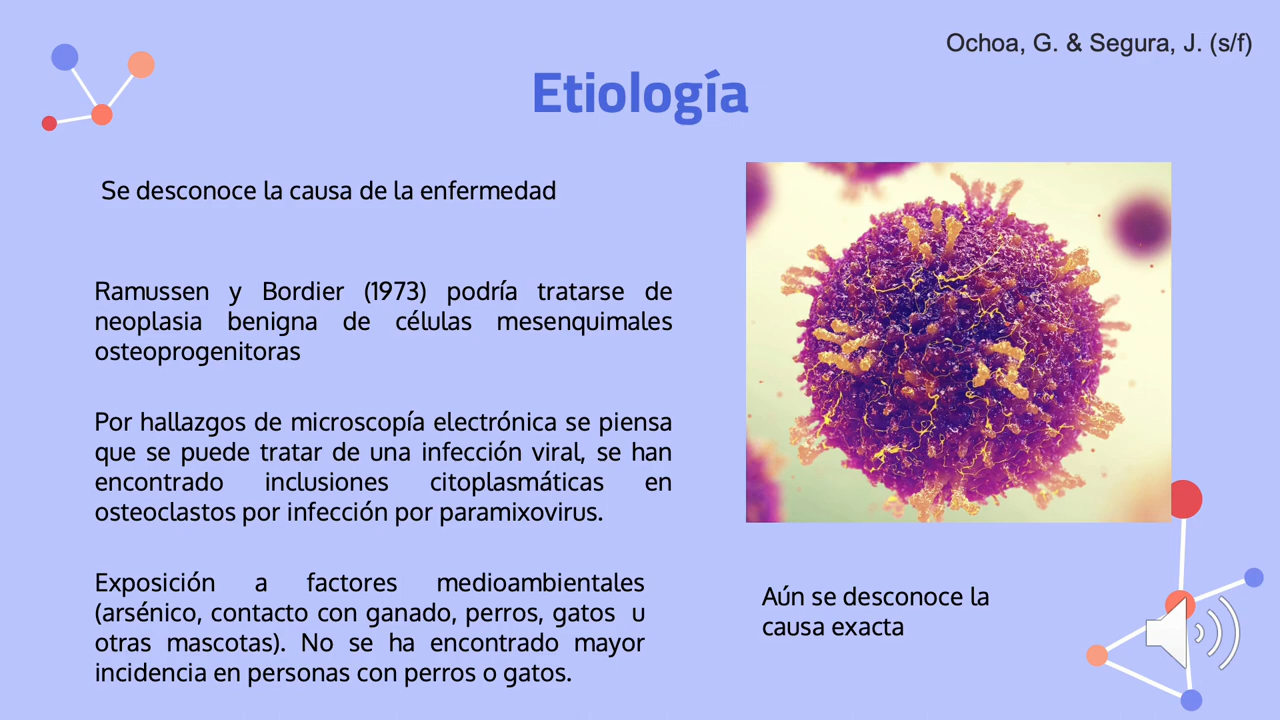 Ochoa, G. & Segura, J. (s/f)
Etiología
Se desconoce la causa de la enfermedad
Ramussen y Bordier (1973) podría tratarse de
neoplasia benigna de células mesenquimales
osteoprogenitoras
Por hallazgos de microscopía electrónica se piensa
que se puede tratar de una infección viral, se han
encontrado inclusiones citoplasmáticas en
osteoclastos por infección por paramixovirus.
Exposición a factores medioambientales
(arsénico, contacto con ganado, perros, gatos u
otras mascotas). No se ha encontrado mayor
incidencia en personas con perros o gatos.
Aún se desconoce la
causa exacta